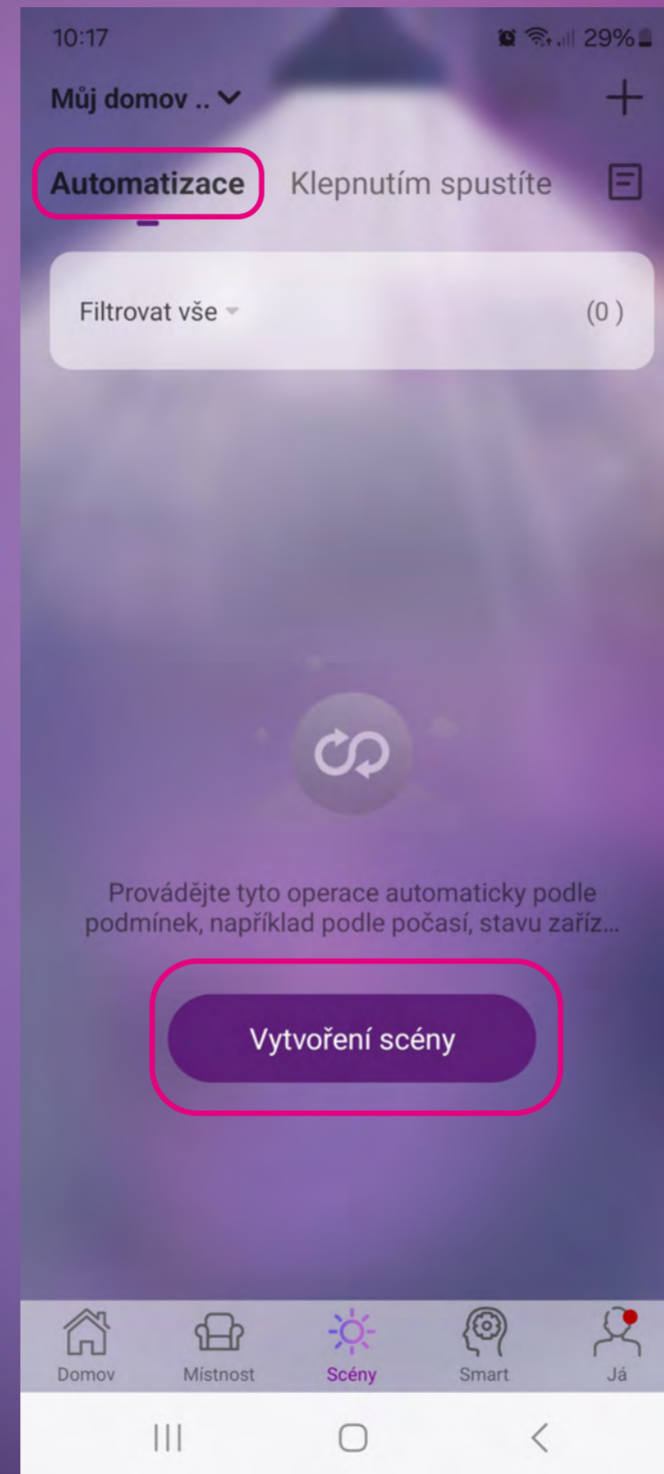 10:17 29%
Můj domov ..
Automatizace Klepnutím spustíte
Filtrovat vše (0 )
Provádějte tyto operace automaticky podle
podmínek, například podle počasí, stavu zaříz...
Vytvoření scény
Domov Místnost Scény Smart Já